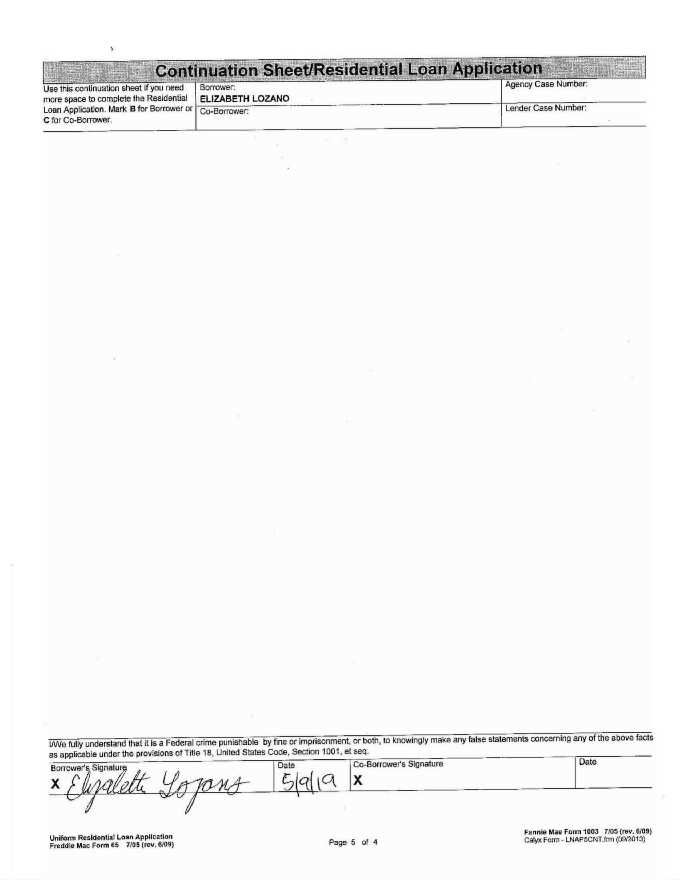 Continuation Sheet/Residential Loan Application
Use this continuation sheet if you need
more space to complete the Residential
Loan Application. Mark B for Borrower or
C for Co-Borrower.
Borrower:
ELIZABETH LOZANO
Agency Case Number:
Co-Borrower:
Lender Case Number:
I/We fully understand that it is a Federal crime punishable by fine or imprisonment, or both, to knowingly make any false statements concerning any of the above facts
as applicable under the provisions of Title 18, United States Code, Section 1001, et seq.
Borrower's Signature
X Elizabeth Lozano
Date
5/9/19
Co-Borrower's Signature
X
Date
Uniform Residential Loan Application
Freddie Mac Form 65 7/05 (rev. 6/09)
Page 5 of 4
Fannie Mae Form 1003 7/05 (rev. 6/09)
Calyx Form - LNAP5CNT.frm (09/2013)